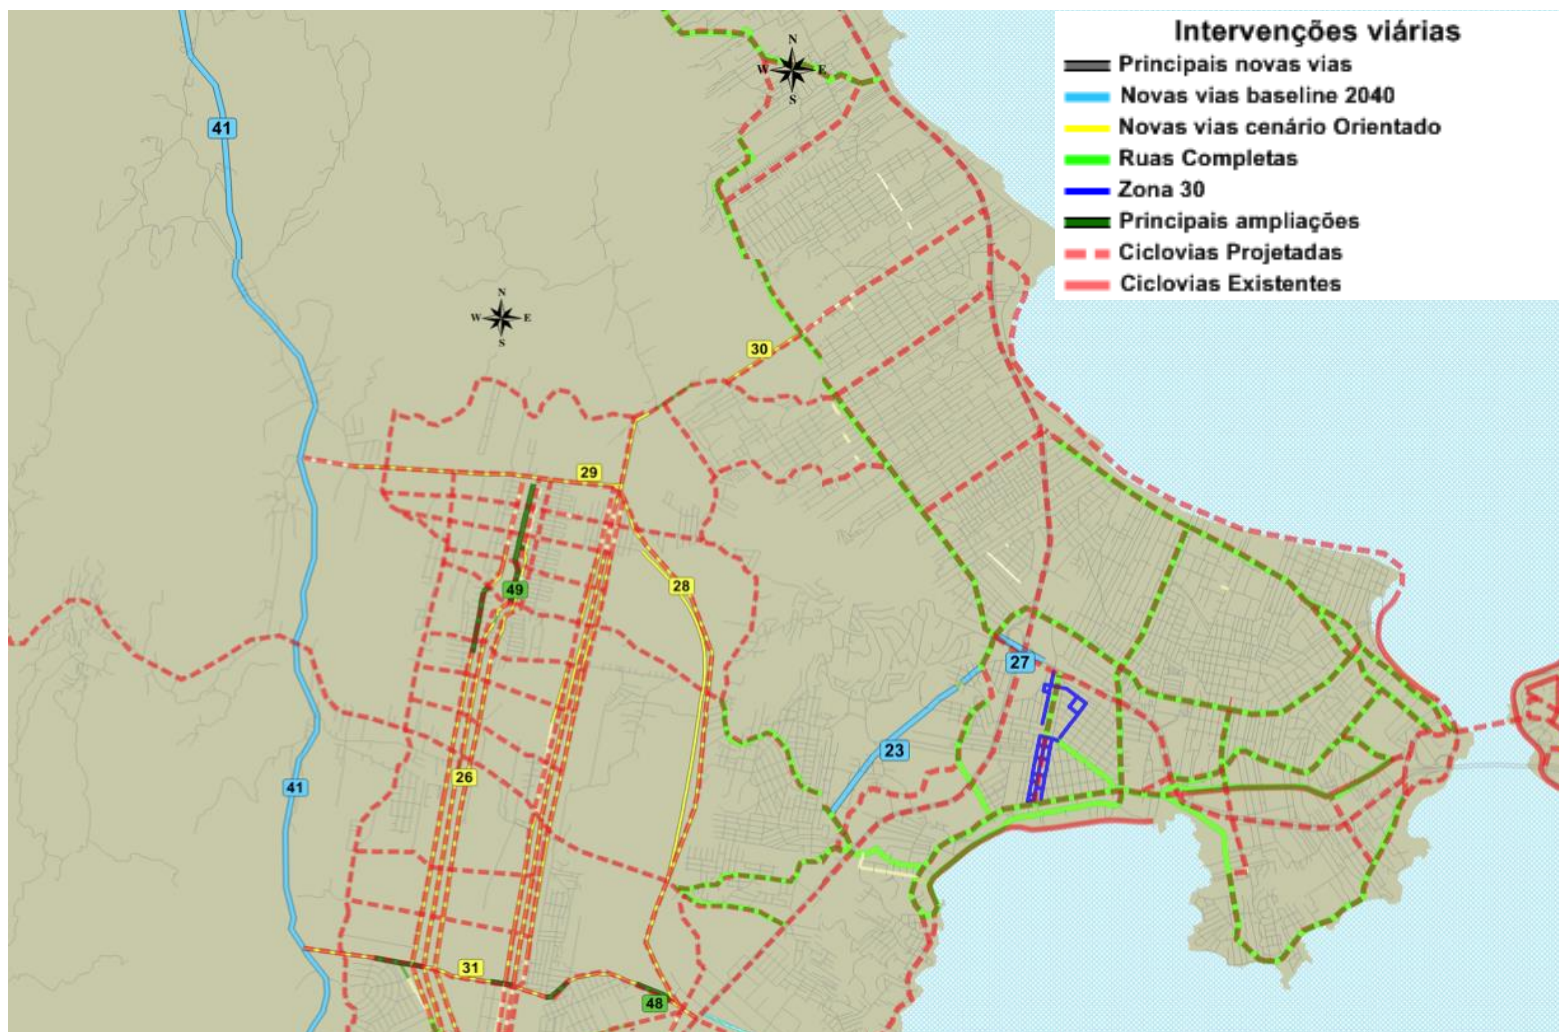 Intervenções viárias
Principais novas vias
Novas vias baseline 2040
Novas vias cenário Orientado
Ruas Completas
Zona 30
Principais ampliações
Ciclovias Projetadas
Ciclovias Existentes
N
W E
S
41
N
W E
S
30
29
49
28
27
23
26
41
31
48